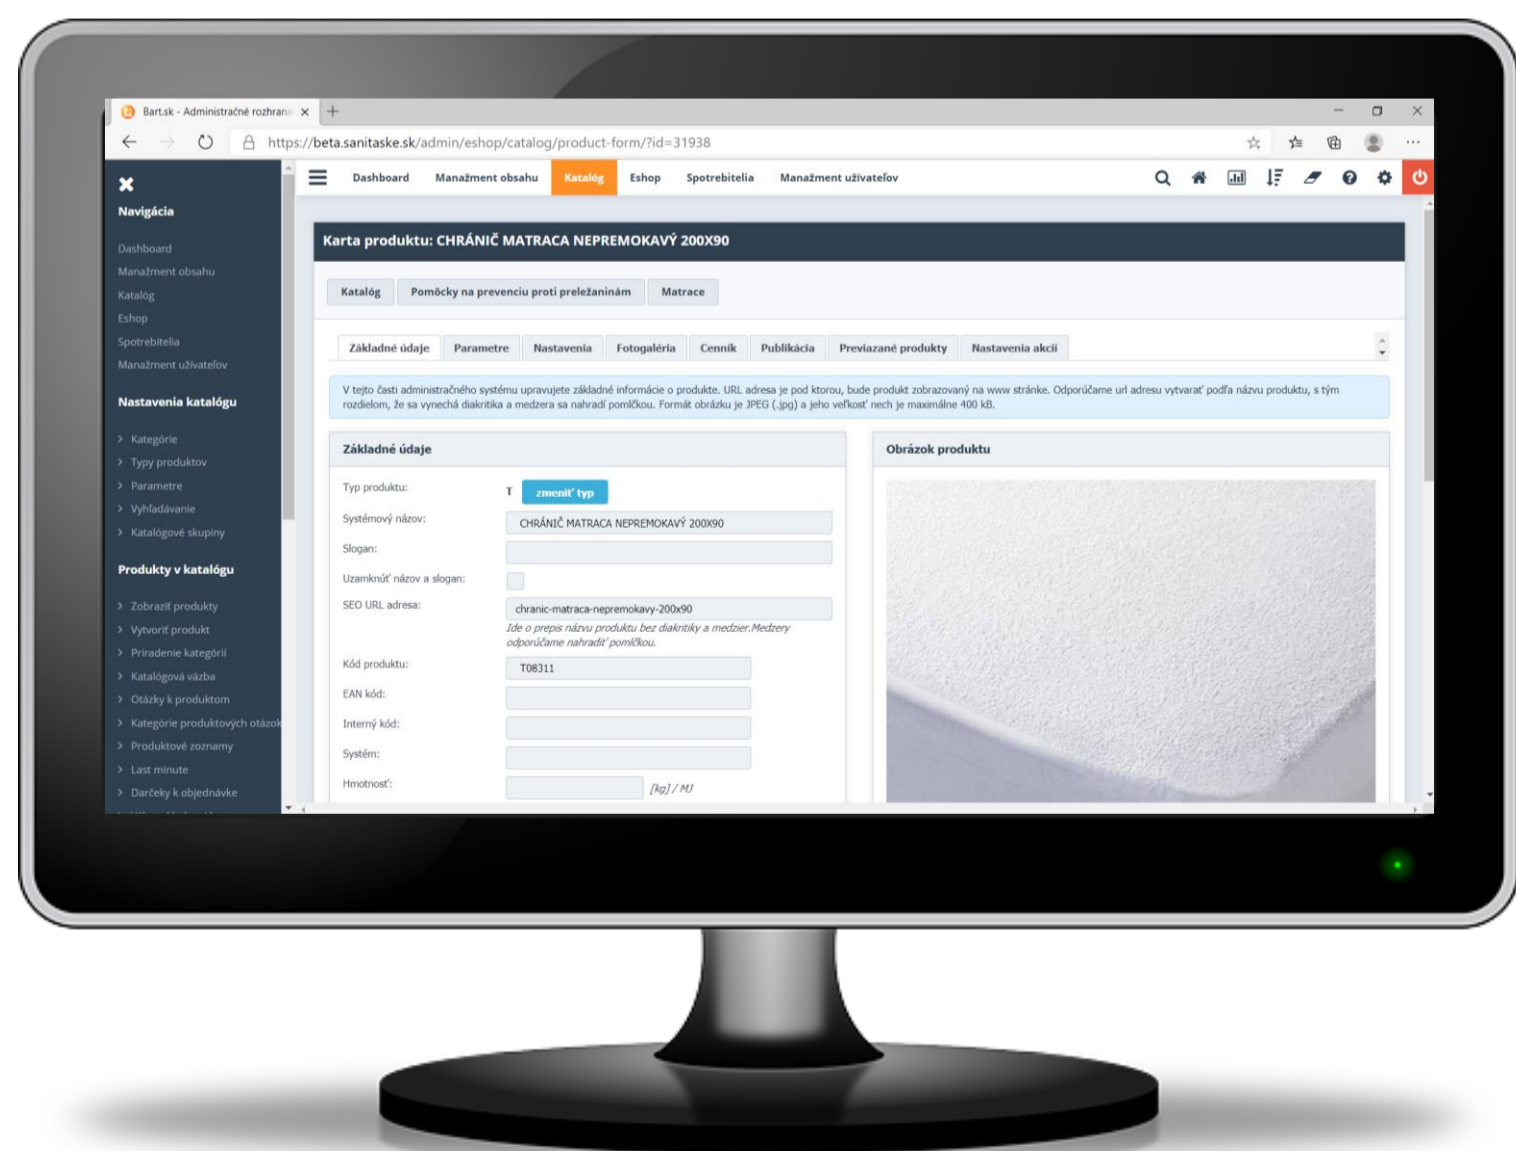 Bart.sk - Administračné rozhrani
https://beta.sanitaske.sk/admin/eshop/catalog/product-form/?id=31938
Dashboard Manažment obsahu Katalóg Eshop Spotrebitelia Manažment užívateľov
Navigácia
Dashboard
Manažment obsahu
Katalóg
Eshop
Spotrebitelia
Manažment užívateľov
Nastavenia katalógu
Kategórie
Typy produktov
Parametre
Vyhľadávanie
Katalógové skupiny
Produkty v katalógu
Zobraziť produkty
Vytvoriť produkt
Priradenie kategórií
Katalógová väzba
Otázky k produktom
Kategórie produktových otázok
Produktové zoznamy
Last minute
Darčeky k objednávke
Karta produktu: CHRÁNIČ MATRACA NEPREMOKAVÝ 200X90
Katalóg Pomôcky na prevenciu proti preležaninám Matrace
Základné údaje Parametre Nastavenia Fotogaléria Cenník Publikácia Previazané produkty Nastavenia akcií
V tejto časti administračného systému upravujete základné informácie o produkte. URL adresa je pod ktorou, bude produkt zobrazovaný na www stránke. Odporúčame url adresu vytvarať podľa názvu produktu, s tým
rozdielom, že sa vynechá diakritika a medzera sa nahradí pomlčkou. Formát obrázku je JPEG (.jpg) a jeho veľkosť nech je maximálne 400 kB.
Základné údaje
Typ produktu: T zmeniť typ
Systémový názov: CHRÁNIČ MATRACA NEPREMOKAVÝ 200X90
Slogan:
Uzamknúť názov a slogan:
SEO URL adresa: chranic-matraca-nepremokavy-200x90
Ide o prepis názvu produktu bez diakritiky a medzier.Medzery
odporúčame nahradiť pomlčkou.
Kód produktu: T08311
EAN kód:
Interný kód:
Systém:
Hmotnosť: [kg] / MJ
Obrázok produktu